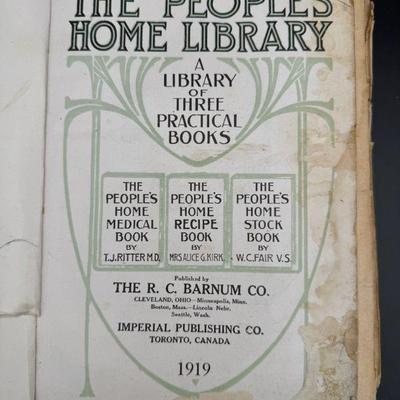 THE PEOPLE'S
HOME LIBRARY
A
LIBRARY
OF
THREE
PRACTICAL
BOOKS
THE
PEOPLE'S
HOME
MEDICAL
BOOK
BY
T.J.RITTER M.D.
THE
PEOPLE'S
HOME
RECIPE
BOOK
BY
MRS ALICE G. KIRK.
THE
PEOPLE'S
HOME
STOCK
BOOK
BY
W.C.FAIR V.S.
Published by
THE R. C. BARNUM CO.
CLEVELAND, OHIO—Minneapolis, Minn.
Boston, Mass.—Lincoln Nebr.
Seattle, Wash.
IMPERIAL PUBLISHING CO.
TORONTO, CANADA
1919